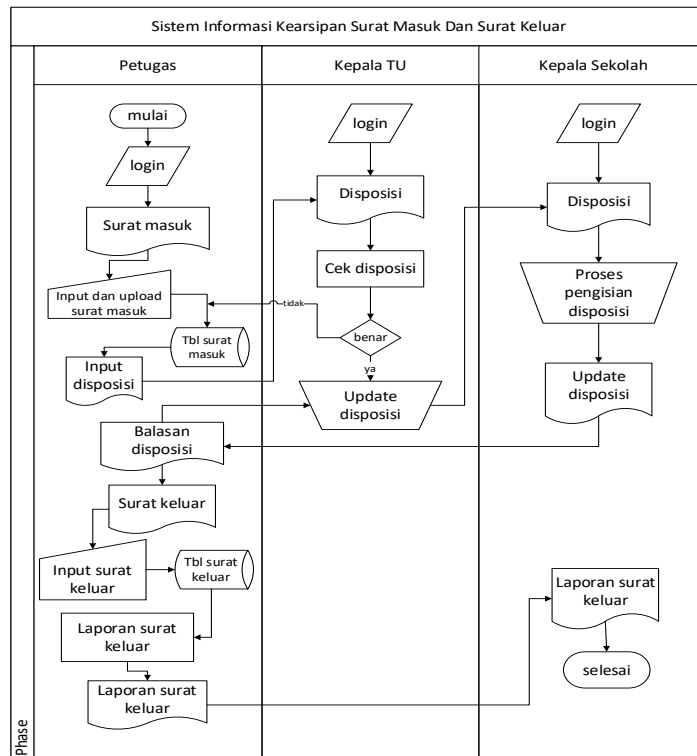 Sistem Informasi Kearsipan Surat Masuk Dan Surat Keluar
Petugas
Kepala TU
Kepala Sekolah
mulai
login
Surat masuk
Input dan upload
surat masuk
Tbl surat
masuk
Input
disposisi
Balasan
disposisi
Surat keluar
Input surat
keluar
Tbl surat
keluar
Laporan surat
keluar
Laporan surat
keluar
login
Disposisi
Cek disposisi
tidak
benar
ya
Update
disposisi
login
Disposisi
Proses
pengisian
disposisi
Update
disposisi
Laporan surat
keluar
selesai
Phase